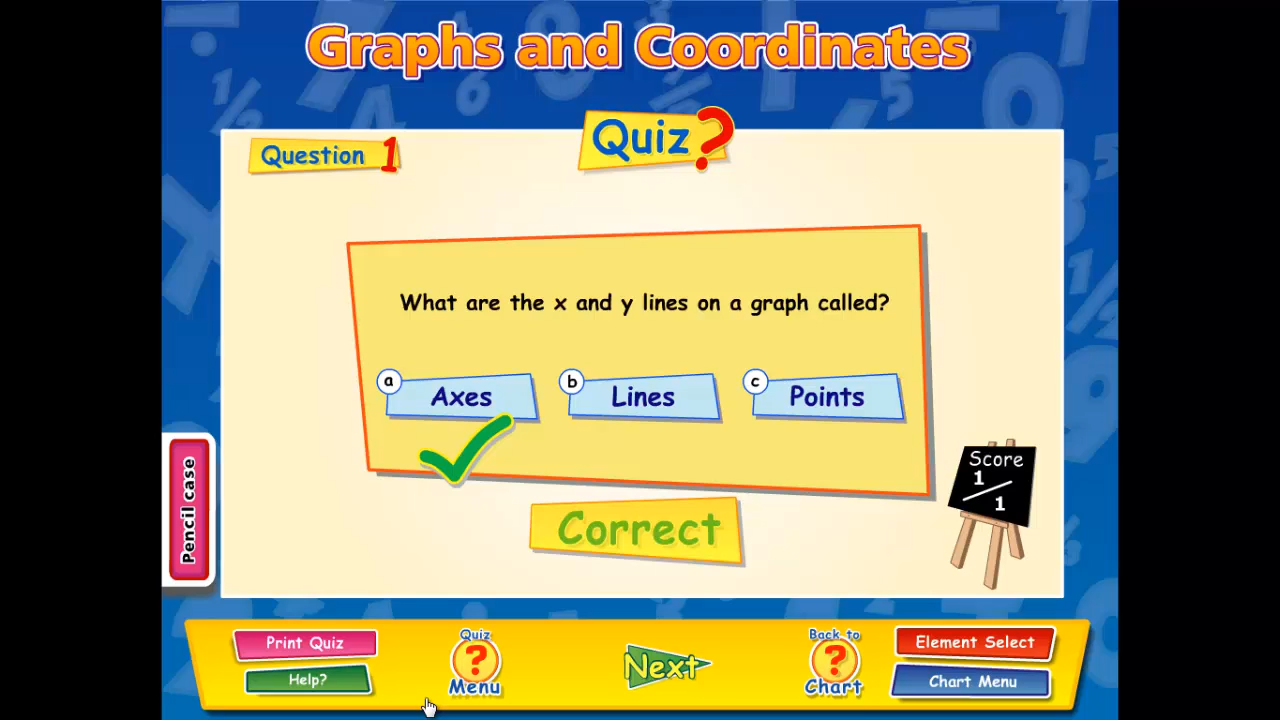 Graphs and Coordinates
Quiz?
Question 1
What are the x and y lines on a graph called?
a Axes
b Lines
c Points
Correct
Score
1
1
Pencil case
Print Quiz
Help?
Quiz
?
Menu
Next
Back to
?
Chart
Element Select
Chart Menu